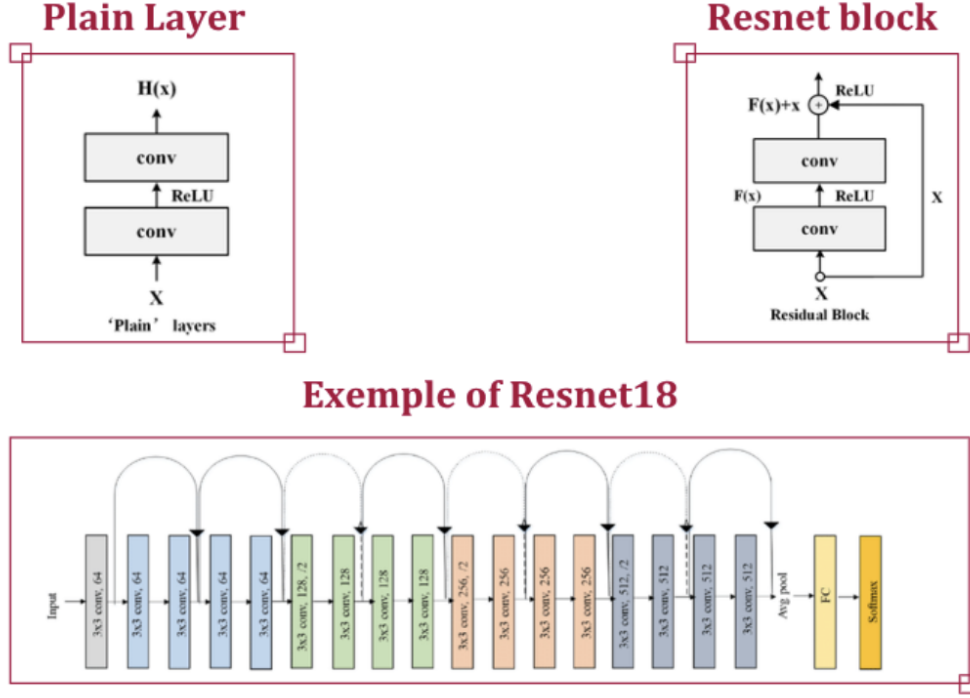 Plain Layer
H(x)
conv
ReLU
conv
X
‘Plain’ layers
Resnet block
ReLU
F(x)+x
+
conv
F(x)
ReLU
X
conv
X
Residual Block
Exemple of Resnet18
Input
3x3 conv, 64
3x3 conv, 64
3x3 conv, 64
3x3 conv, 64
3x3 conv, 64
3x3 conv, 128, /2
3x3 conv, 128
3x3 conv, 128
3x3 conv, 128
3x3 conv, 256, /2
3x3 conv, 256
3x3 conv, 256
3x3 conv, 256
3x3 conv, 512, /2
3x3 conv, 512
3x3 conv, 512
3x3 conv, 512
Avg pool
FC
Softmax